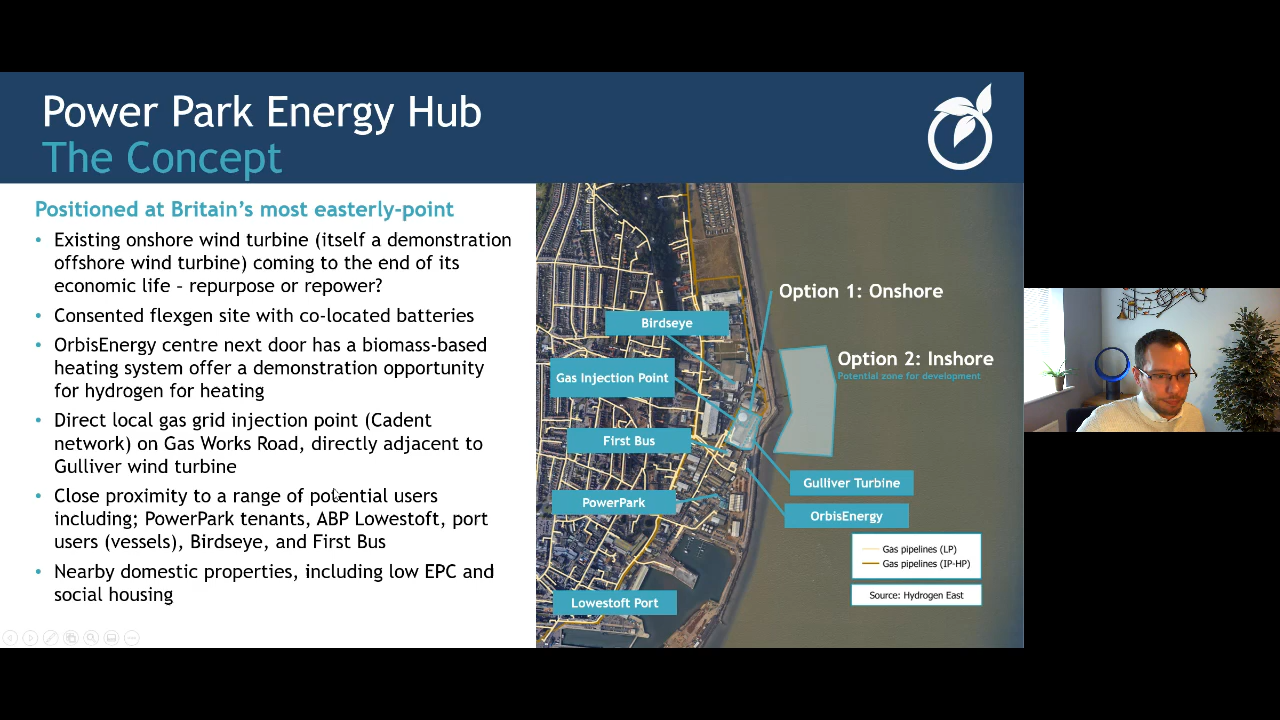 Power Park Energy Hub
The Concept
Positioned at Britain's most easterly-point
• Existing onshore wind turbine (itself a demonstration
offshore wind turbine) coming to the end of its
economic life – repurpose or repower?
• Consented flexgen site with co-located batteries
• OrbisEnergy centre next door has a biomass-based
heating system offer a demonstration opportunity
for hydrogen for heating
• Direct local gas grid injection point (Cadent
network) on Gas Works Road, directly adjacent to
Gulliver wind turbine
• Close proximity to a range of potential users
including; PowerPark tenants, ABP Lowestoft, port
users (vessels), Birdseye, and First Bus
• Nearby domestic properties, including low EPC and
social housing
Option 1: Onshore
Birdseye
Option 2: Inshore
Potential zone for development
Gas Injection Point
First Bus
Gulliver Turbine
PowerPark
OrbisEnergy
Gas pipelines (LP)
Gas pipelines (IP-HP)
Source: Hydrogen East
Lowestoft Port